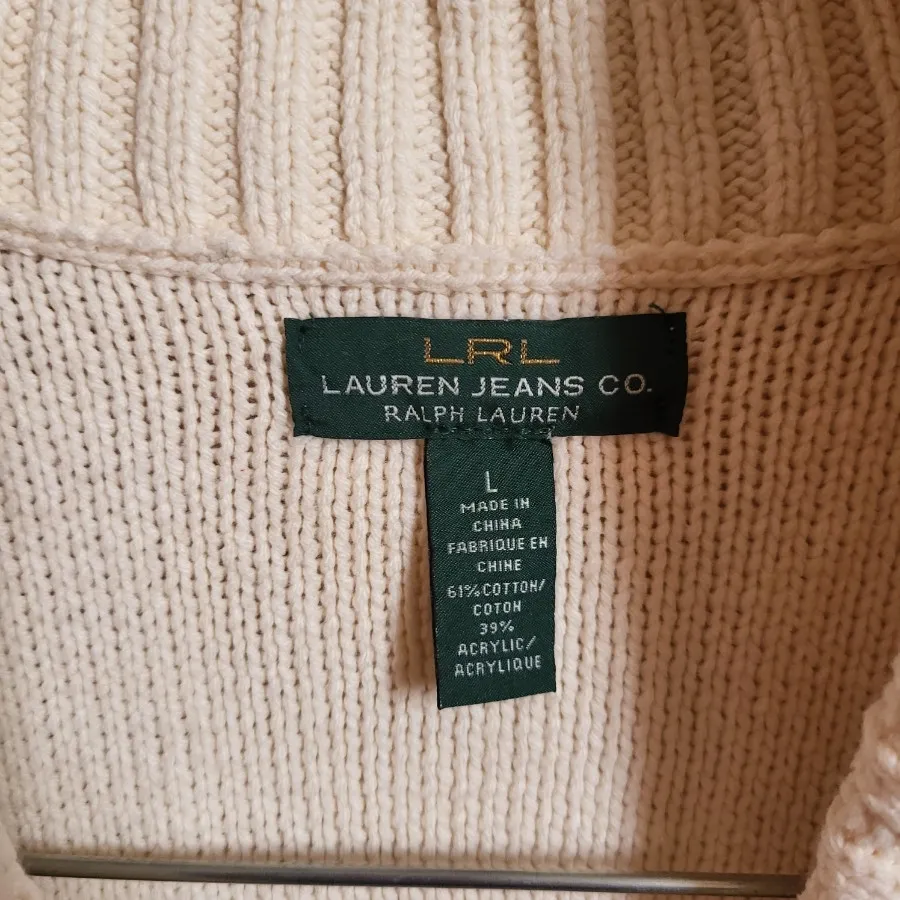 LRL
LAUREN JEANS CO.
RALPH LAUREN
L
MADE IN
CHINA
FABRIQUE EN
CHINE
61% COTTON/
COTON
39%
ACRYLIC/
ACRYLIQUE